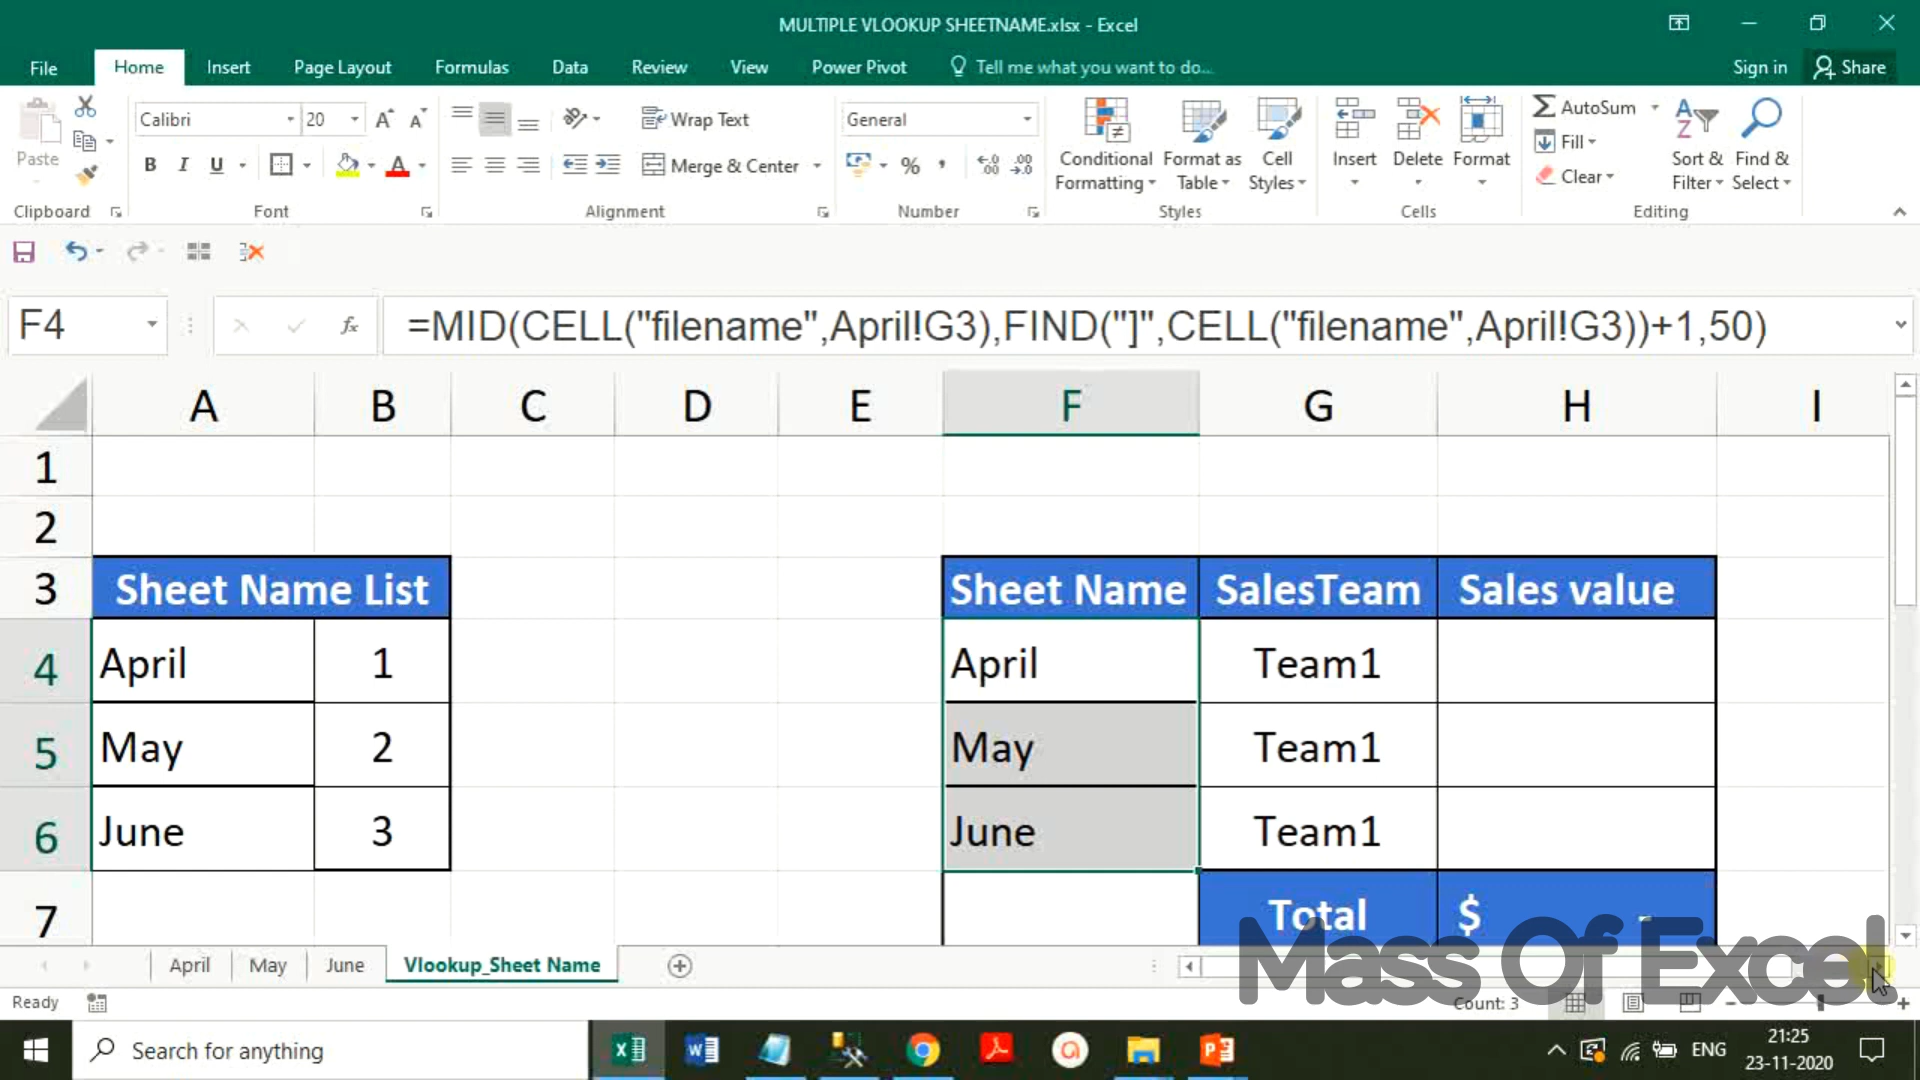 MULTIPLE VLOOKUP SHEETNAME.xlsx - Excel
File Home Insert Page Layout Formulas Data Review View Power Pivot Tell me what you want to do... Sign in Share
Paste
Calibri 20
A A
B I U A
Wrap Text
Merge & Center
General
% ,
Conditional Formatting
Format as Table
Cell Styles
Insert Delete Format
AutoSum
Fill
Clear
Sort & Filter
Find & Select
Clipboard Font Alignment Number Styles Cells Editing
F4 fx =MID(CELL("filename",April!G3),FIND("]",CELL("filename",April!G3))+1,50)
A B C D E F G H I
1
2
3 Sheet Name List Sheet Name SalesTeam Sales value
4 April 1 April Team1
5 May 2 May Team1
6 June 3 June Team1
7 Total $ -
Mass Of Excel
April May June Vlookup_Sheet Name
Ready Count: 3
Search for anything
ENG 21:25
23-11-2020